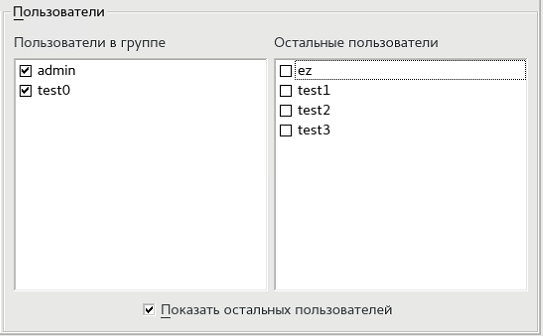 Пользователи
Пользователи в группе
Остальные пользователи
admin
test0
ez
test1
test2
test3
Показать остальных пользователей